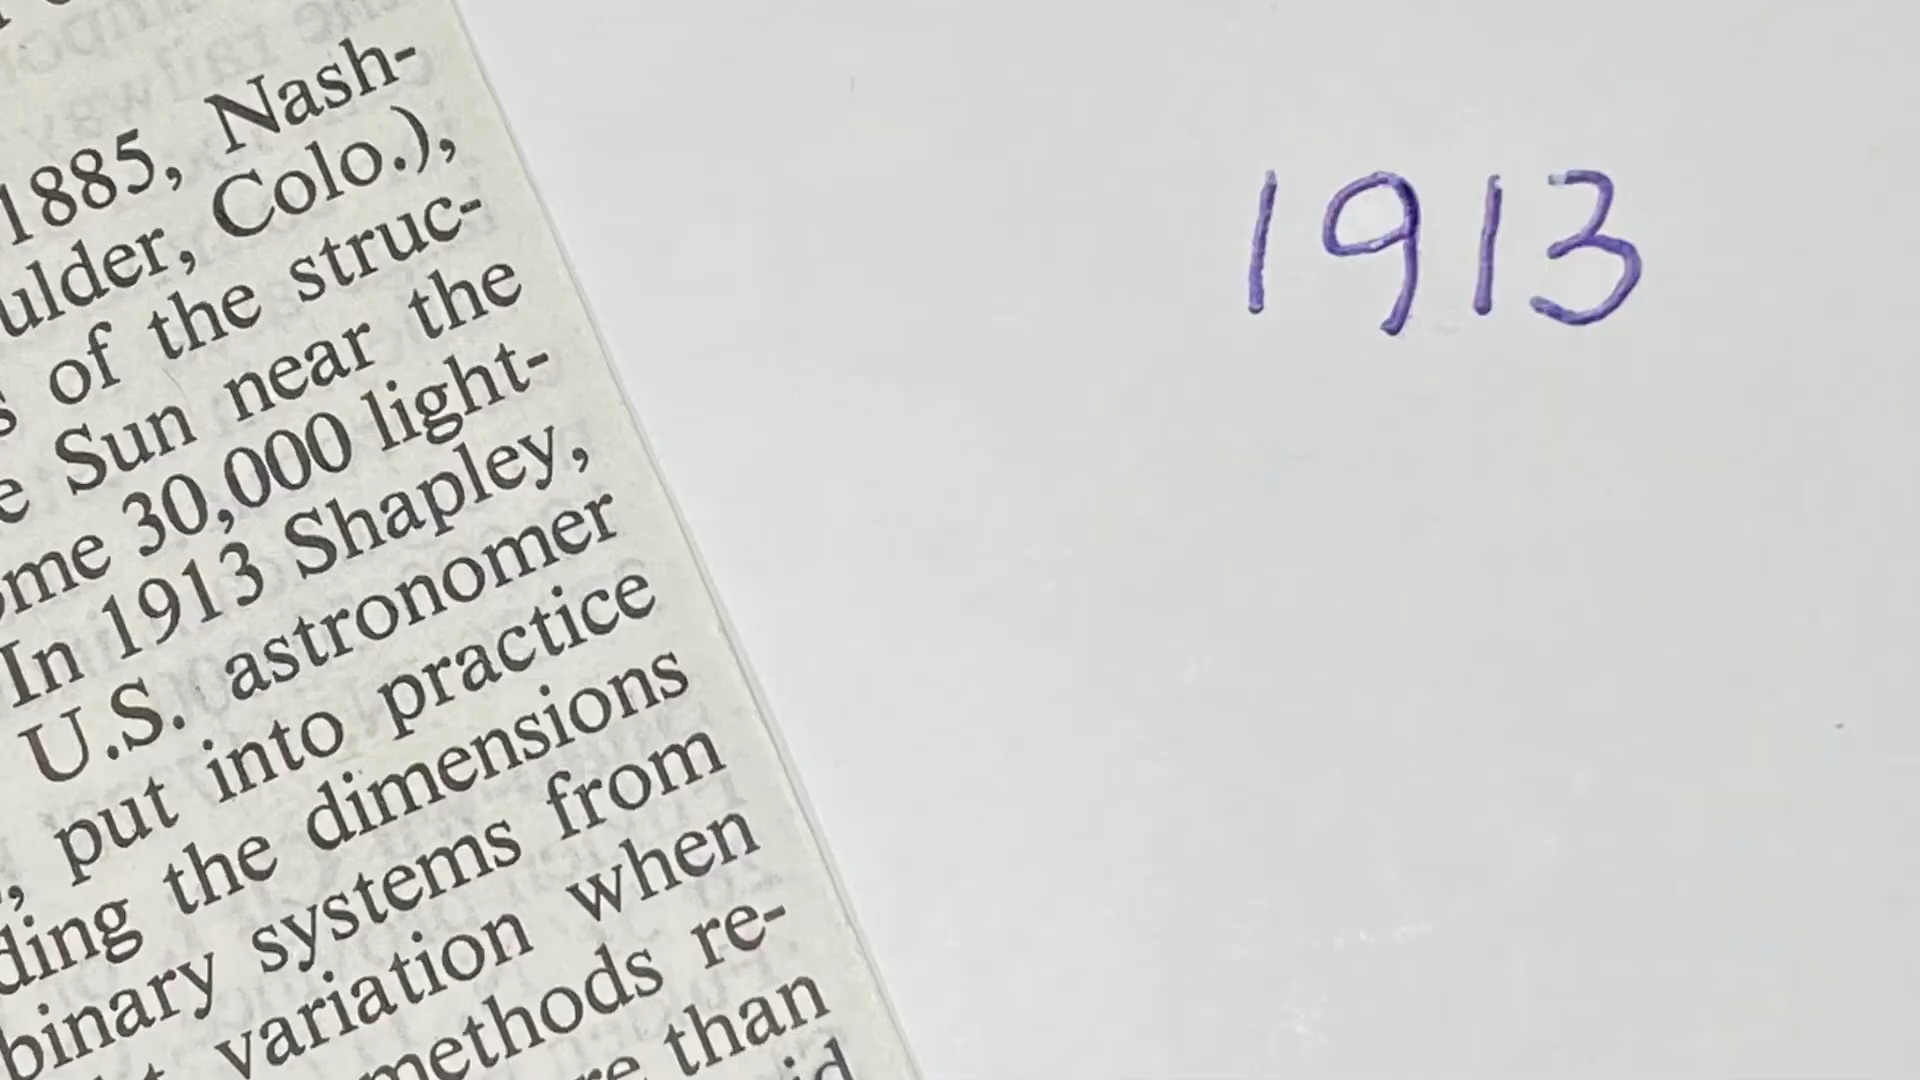 1885, Nash-
ulder, Colo.),
of the struc-
Sun near the
me 30,000 light-
In 1913 Shapley,
U.S. astronomer
put into practice
ding the dimensions
binary systems from
variation when
methods re-
than
1913